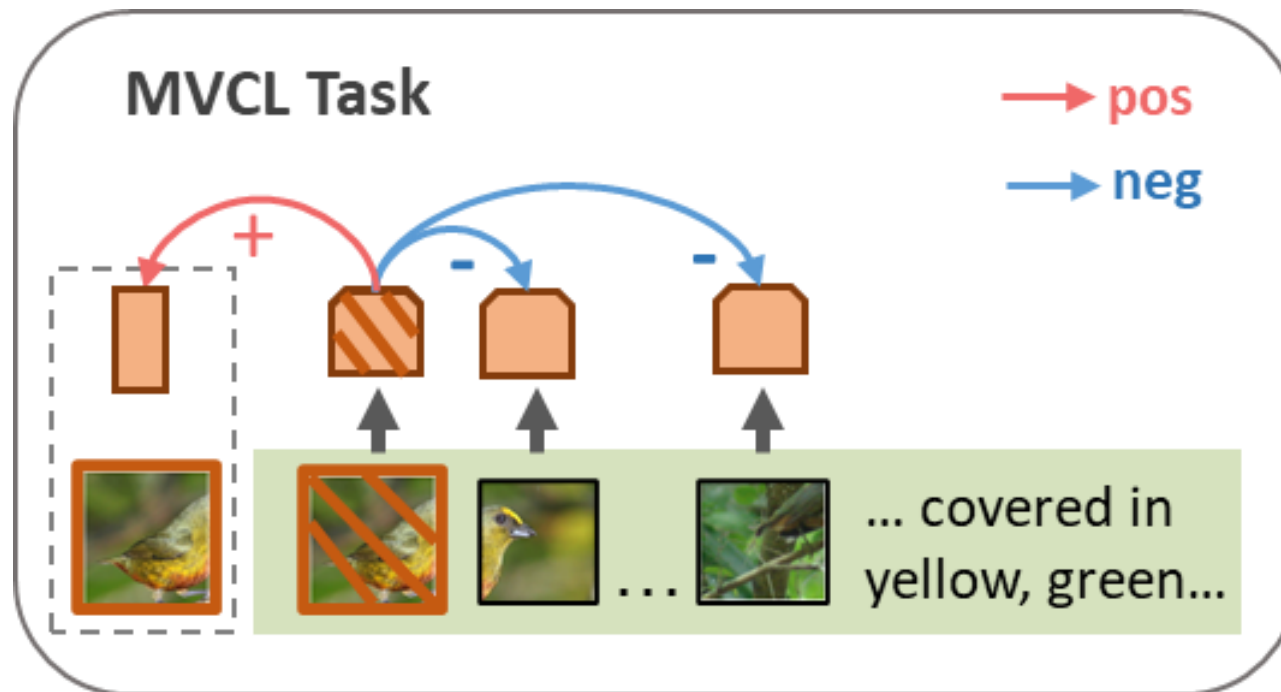 MVCL Task
pos
neg
+
-
-
...
... covered in
yellow, green...